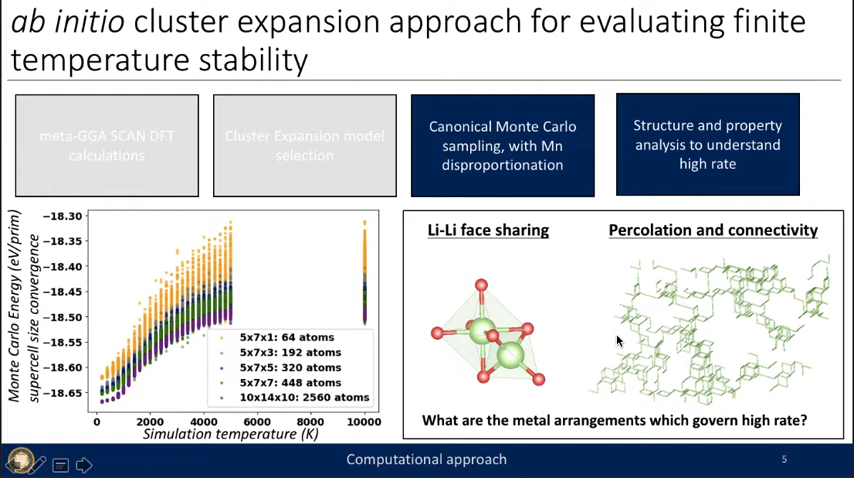 ab initio cluster expansion approach for evaluating finite
temperature stability
meta-GGA SCAN DFT
calculations
Cluster Expansion model
selection
Canonical Monte Carlo
sampling, with Mn
disproportionation
Structure and property
analysis to understand
high rate
Monte Carlo Energy (eV/prim)
supercell size convergence
−18.30
−18.35
−18.40
−18.45
−18.50
−18.55
−18.60
−18.65
5x7x1: 64 atoms
5x7x3: 192 atoms
5x7x5: 320 atoms
5x7x7: 448 atoms
10x14x10: 2560 atoms
0 2000 4000 6000 8000 10000
Simulation temperature (K)
Li-Li face sharing
Percolation and connectivity
What are the metal arrangements which govern high rate?
Computational approach
5